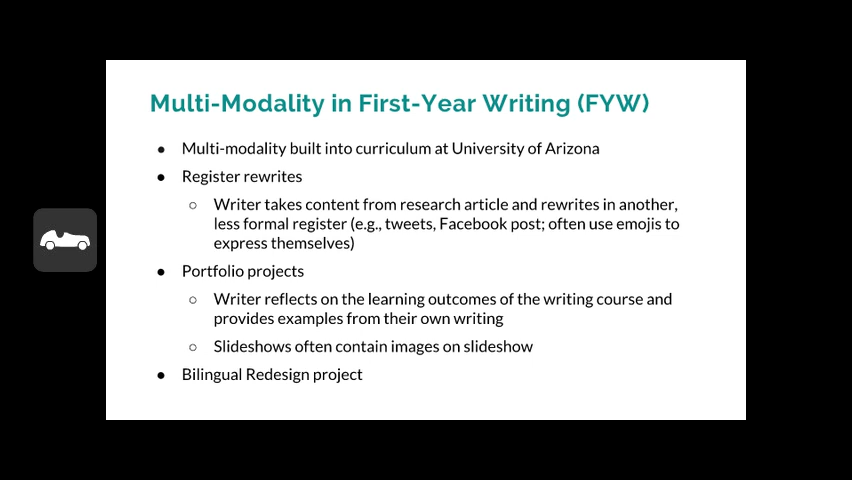 Multi-Modality in First-Year Writing (FYW)
● Multi-modality built into curriculum at University of Arizona
● Register rewrites
○ Writer takes content from research article and rewrites in another,
less formal register (e.g., tweets, Facebook post; often use emojis to
express themselves)
● Portfolio projects
○ Writer reflects on the learning outcomes of the writing course and
provides examples from their own writing
○ Slideshows often contain images on slideshow
● Bilingual Redesign project